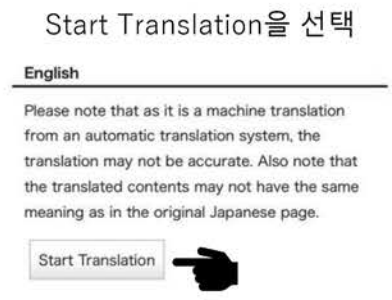 Start Translation을 선택
English
Please note that as it is a machine translation
from an automatic translation system, the
translation may not be accurate. Also note that
the translated contents may not have the same
meaning as in the original Japanese page.
Start Translation